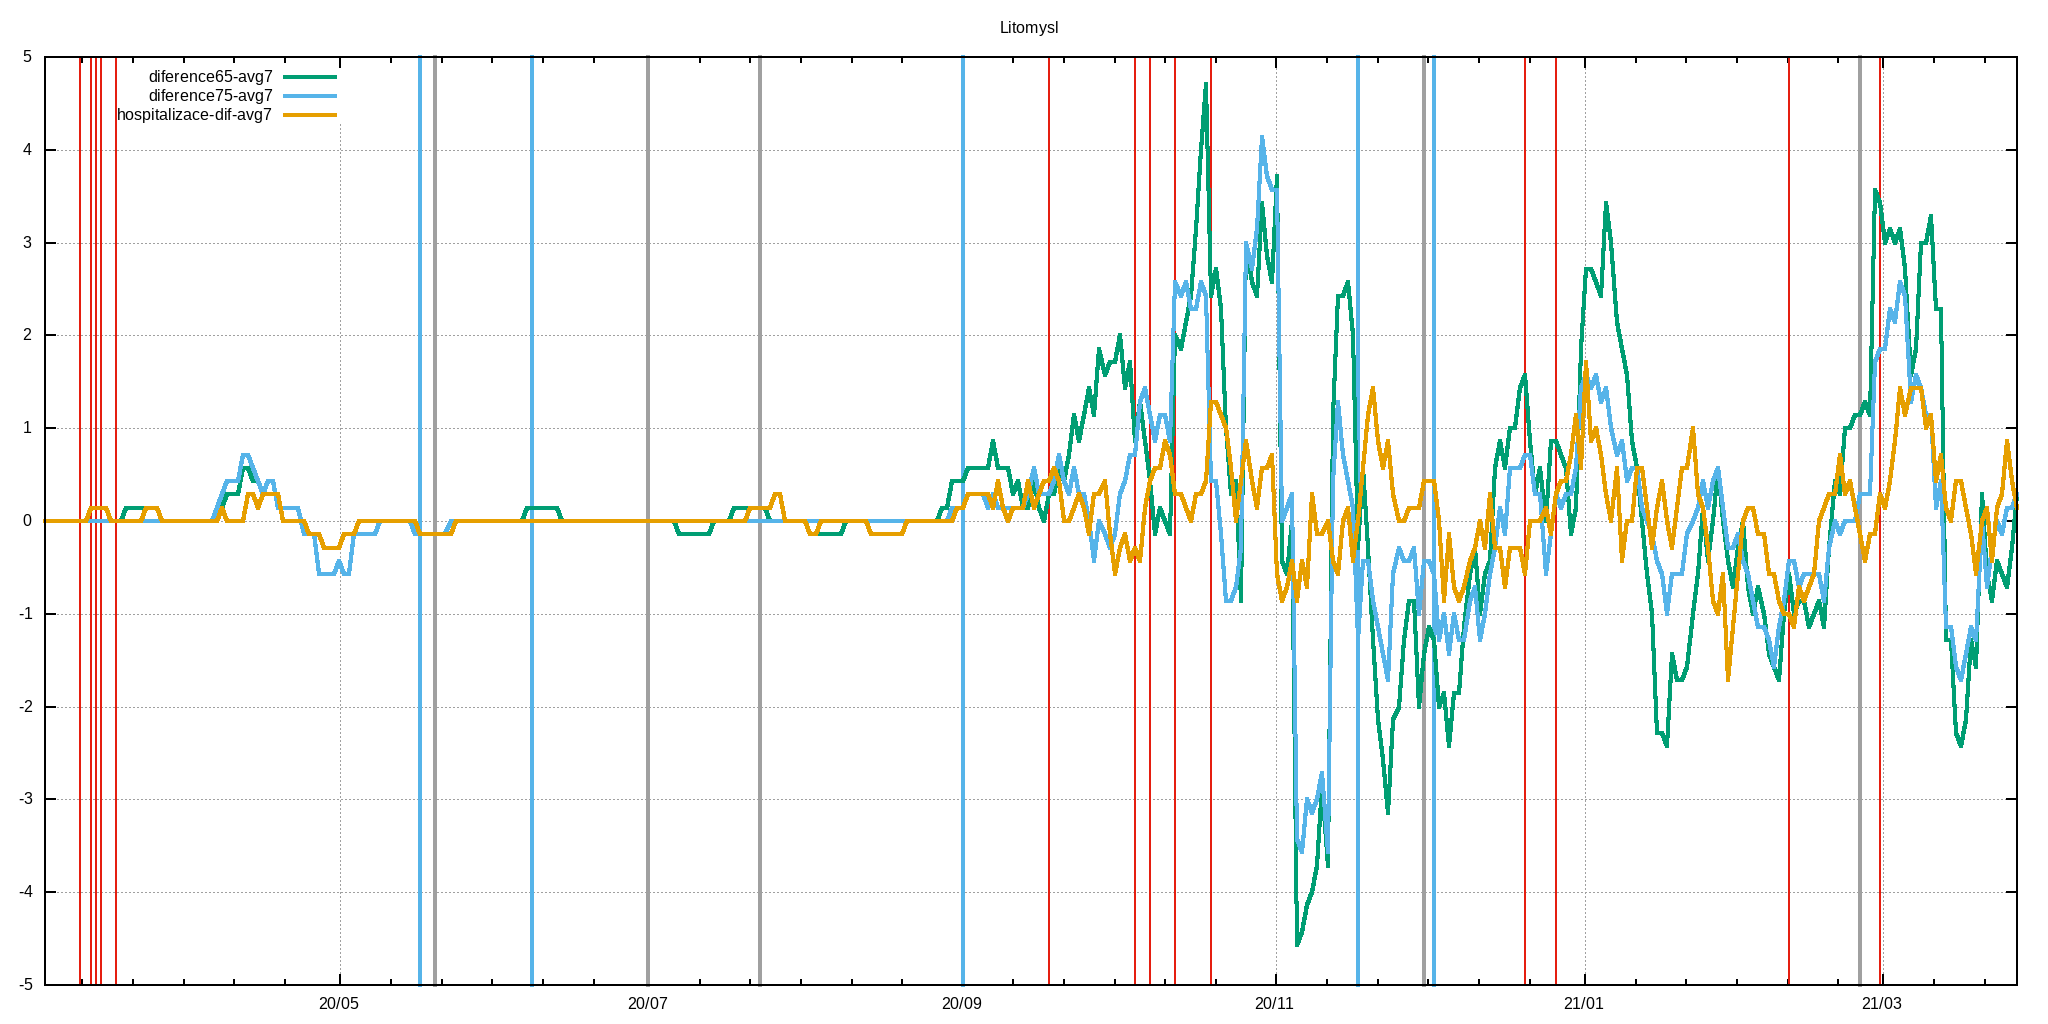 Litomysl
diference65-avg7
diference75-avg7
hospitalizace-dif-avg7
5
4
3
2
1
0
-1
-2
-3
-4
-5
20/05 20/07 20/09 20/11 21/01 21/03